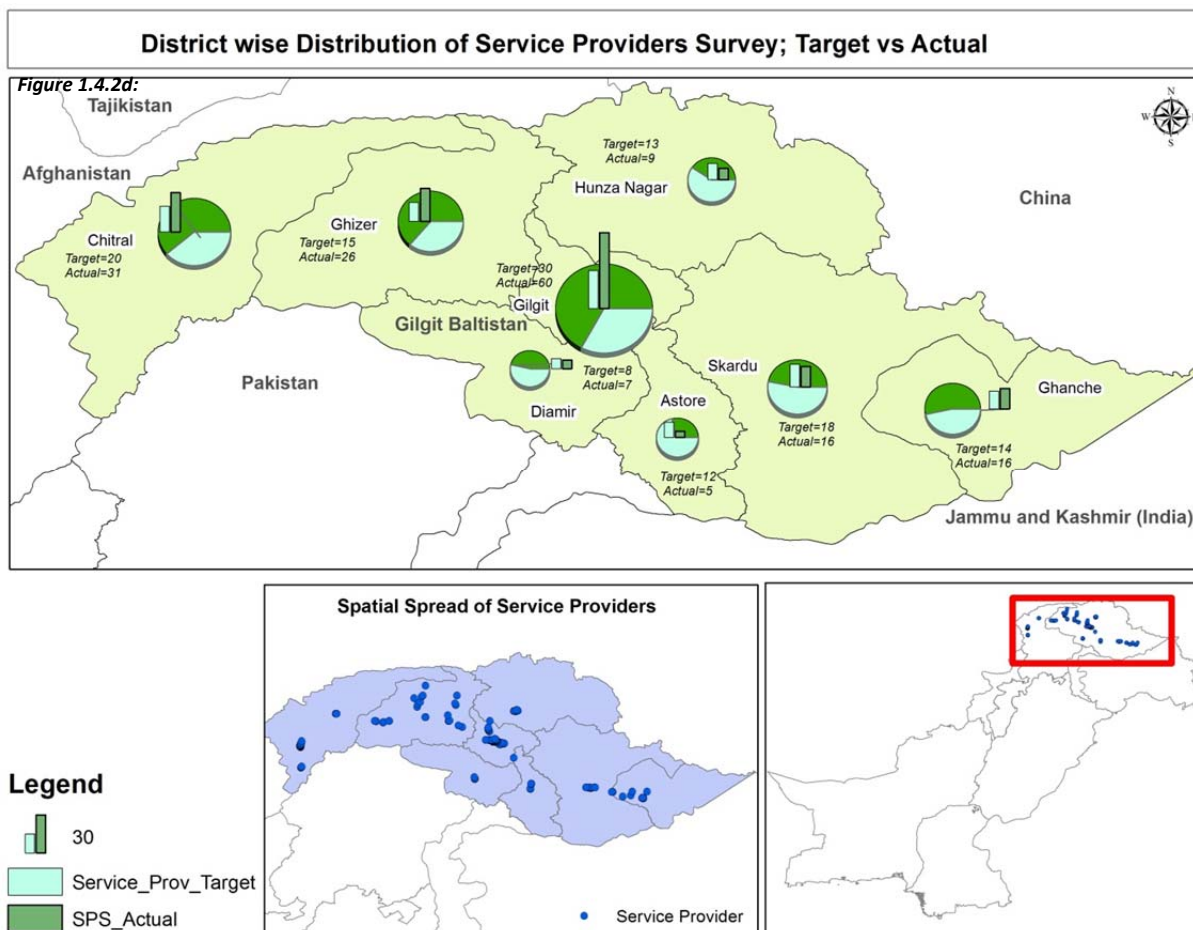 District wise Distribution of Service Providers Survey; Target vs Actual
Figure 1.4.2d:
Tajikistan
N
W
S
Afghanistan
China
Target=13
Actual=9
Hunza Nagar
Chitral
Target=20
Actual=31
Ghizer
Target=15
Actual=26
Target=30
Actual=60
Gilgit
Gilgit Baltistan
Pakistan
Target=8
Actual=7
Diamir
Astore
Target=12
Actual=5
Skardu
Target=18
Actual=16
Ghanche
Target=14
Actual=16
Jammu and Kashmir (India)
Spatial Spread of Service Providers
Service Provider
Legend
30
Service_Prov_Target
SPS_Actual